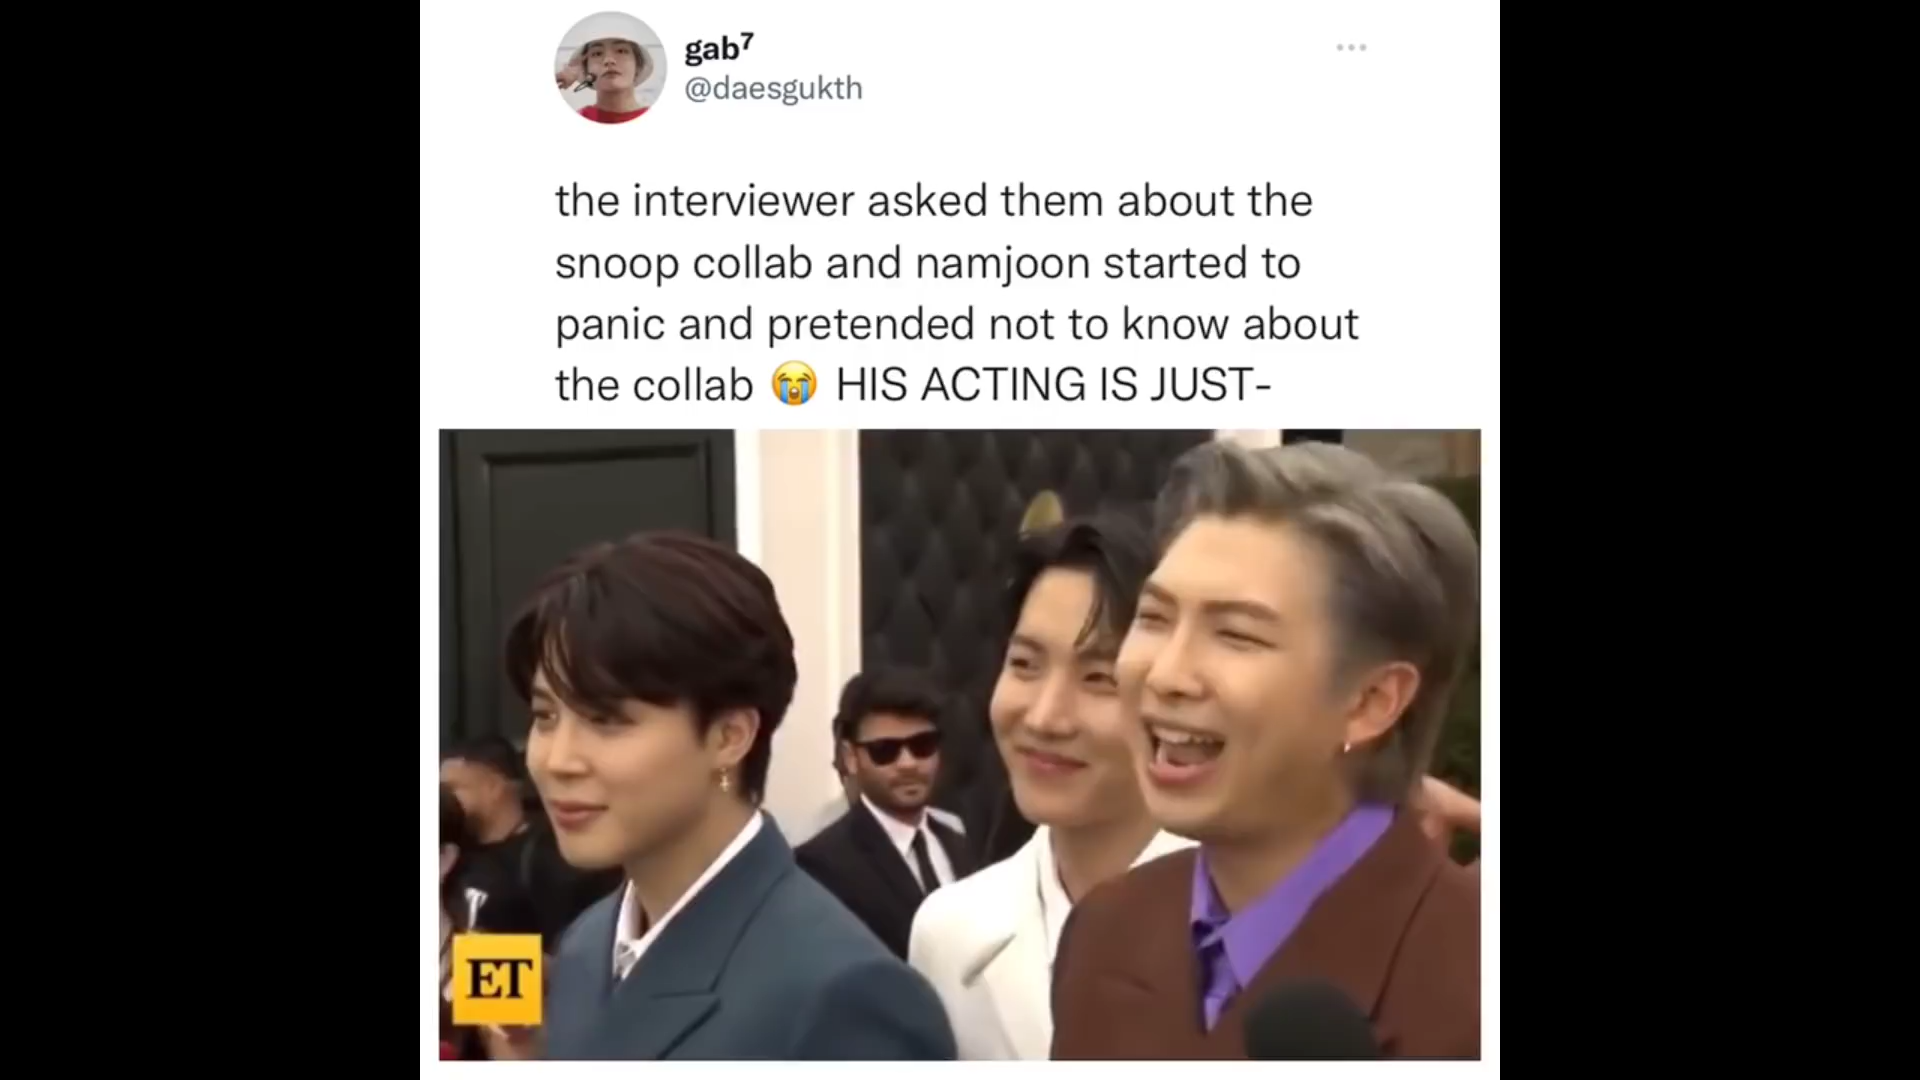 gab⁷
@daesgukth
the interviewer asked them about the
snoop collab and namjoon started to
panic and pretended not to know about
the collab 😭 HIS ACTING IS JUST-
ET